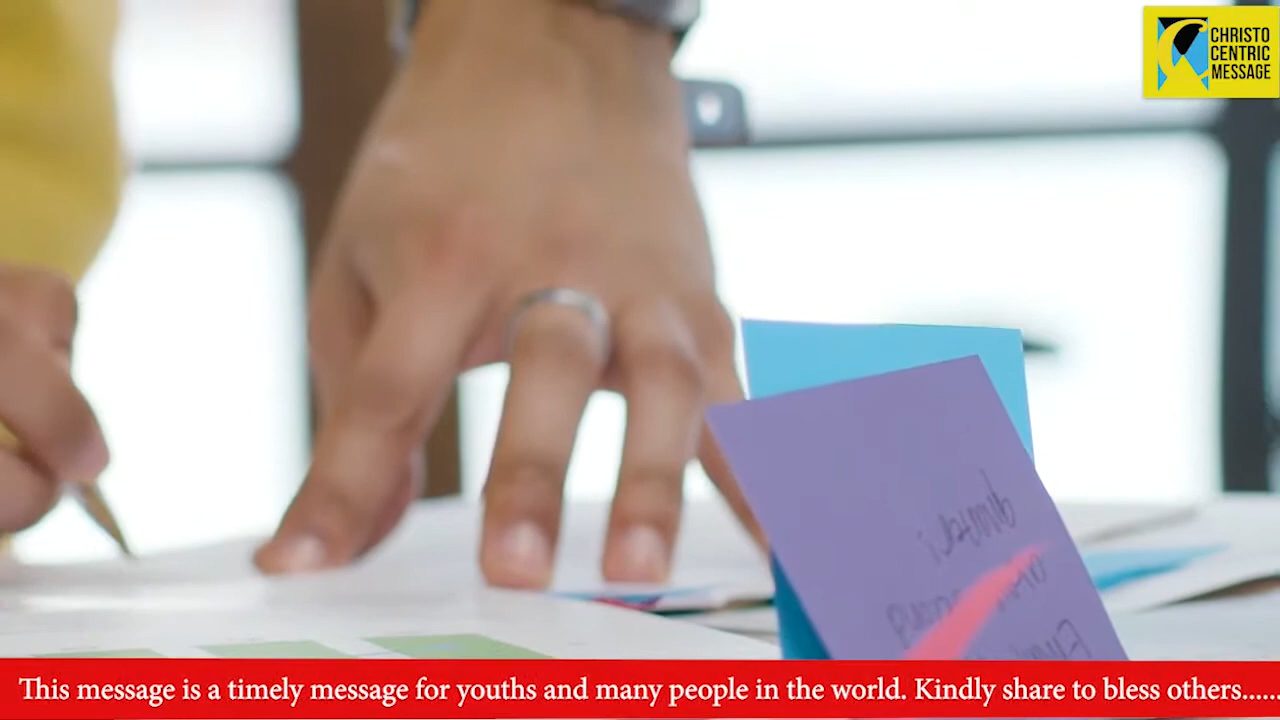 CHRISTO
CENTRIC
MESSAGE
This message is a timely message for youths and many people in the world. Kindly share to bless others......